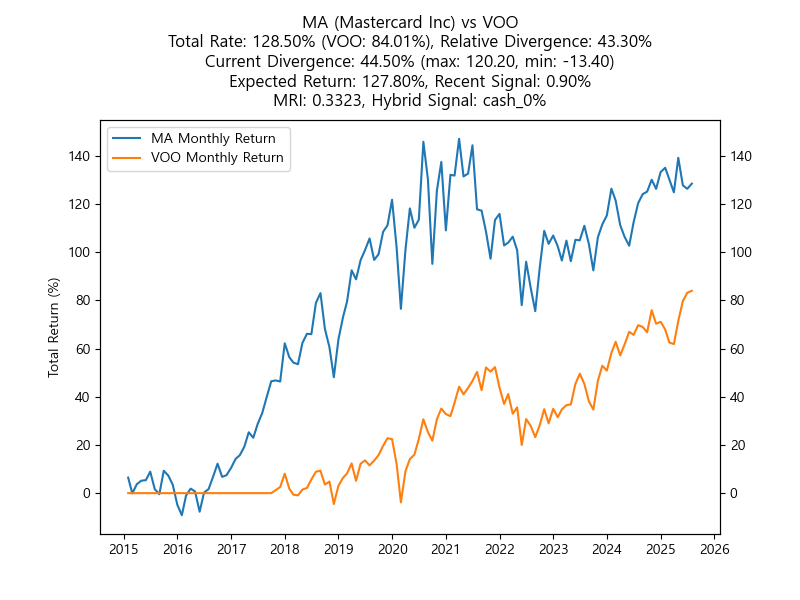 MA (Mastercard Inc) vs VOO
Total Rate: 128.50% (VOO: 84.01%), Relative Divergence: 43.30%
Current Divergence: 44.50% (max: 120.20, min: -13.40)
Expected Return: 127.80%, Recent Signal: 0.90%
MRI: 0.3323, Hybrid Signal: cash_0%
MA Monthly Return
VOO Monthly Return
Total Return (%)
140 140
120 120
100 100
80 80
60 60
40 40
20 20
0 0
2015 2016 2017 2018 2019 2020 2021 2022 2023 2024 2025 2026